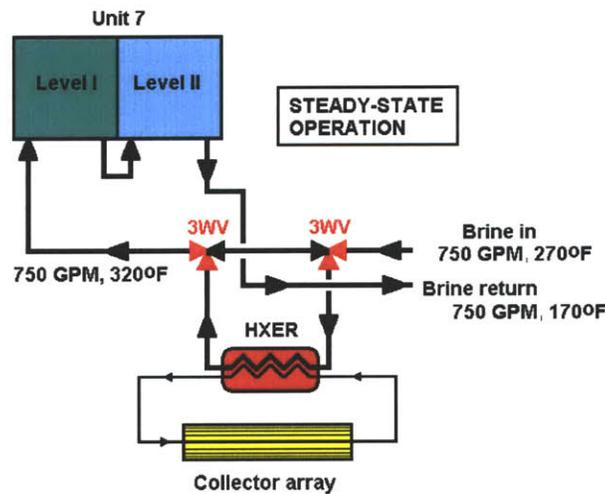 Unit 7
Level I
Level II
STEADY-STATE
OPERATION
3WV
3WV
750 GPM, 320ºF
Brine in
750 GPM, 270ºF
Brine return
750 GPM, 170ºF
HXER
Collector array